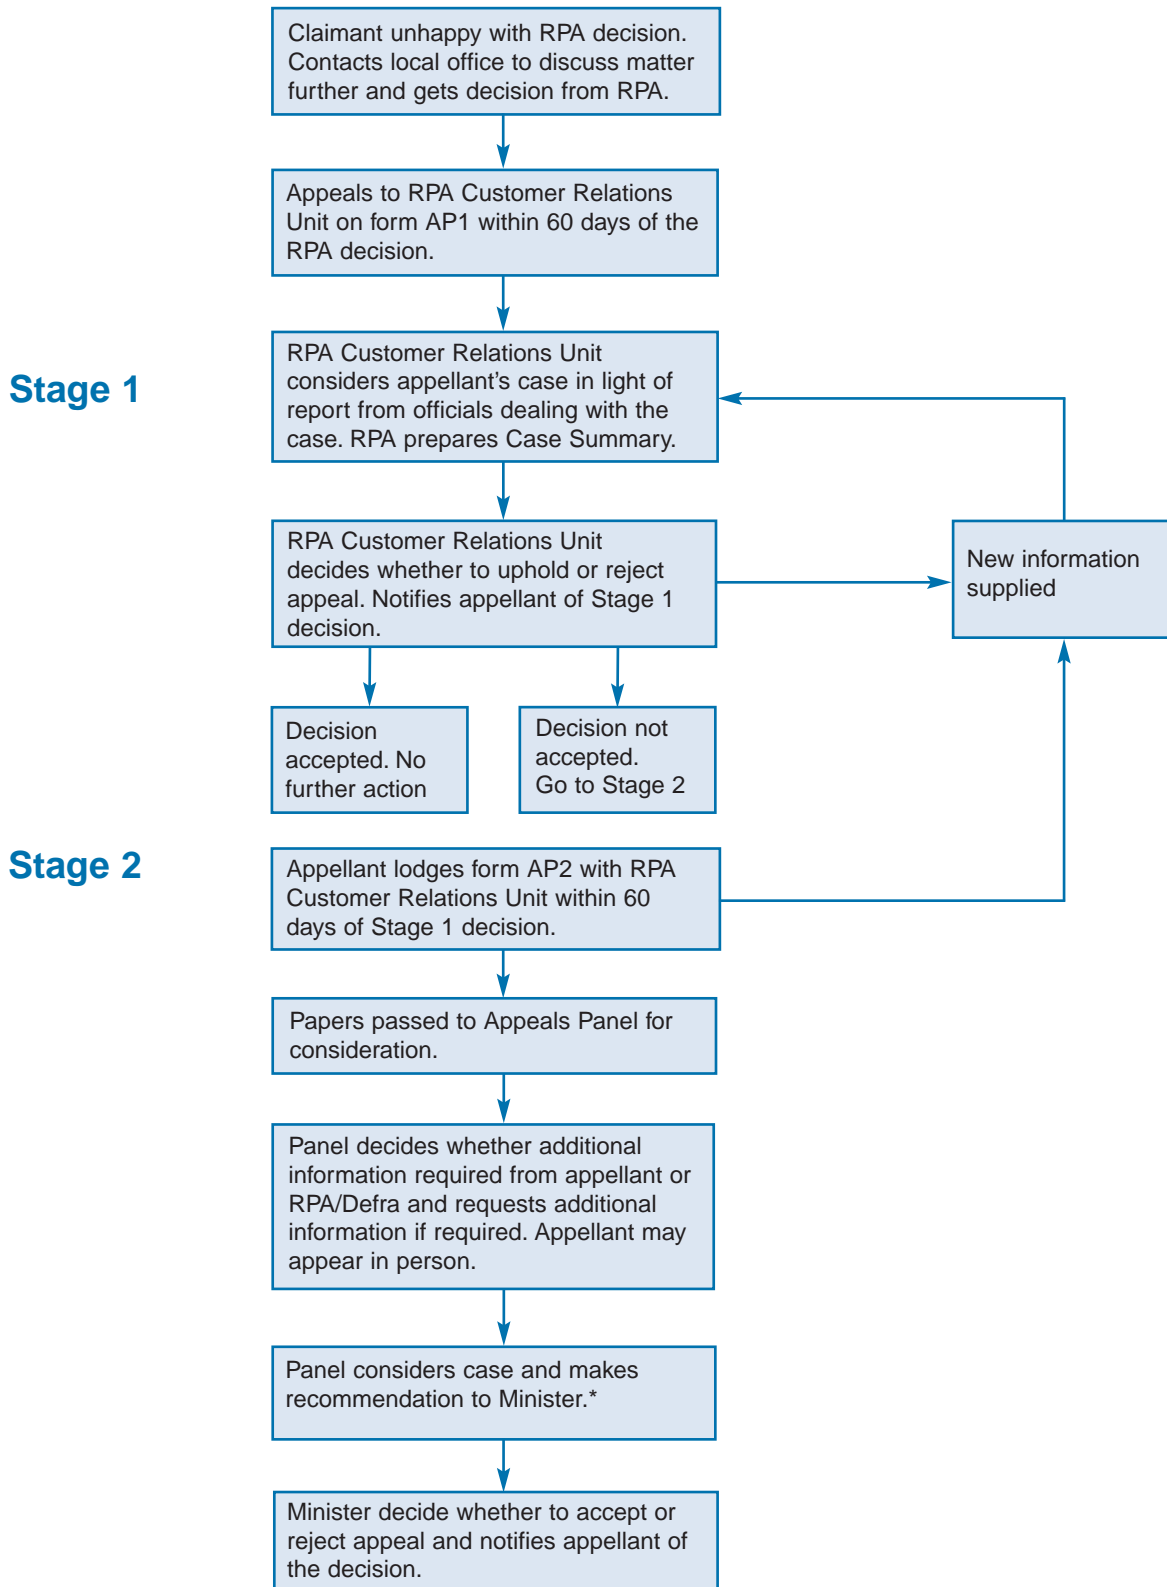 Claimant unhappy with RPA decision.
Contacts local office to discuss matter
further and gets decision from RPA.
Appeals to RPA Customer Relations
Unit on form AP1 within 60 days of the
RPA decision.
Stage 1
RPA Customer Relations Unit
considers appellant's case in light of
report from officials dealing with the
case. RPA prepares Case Summary.
RPA Customer Relations Unit
decides whether to uphold or reject
appeal. Notifies appellant of Stage 1
decision.
New information
supplied
Decision
accepted. No
further action
Decision not
accepted.
Go to Stage 2
Stage 2
Appellant lodges form AP2 with RPA
Customer Relations Unit within 60
days of Stage 1 decision.
Papers passed to Appeals Panel for
consideration.
Panel decides whether additional
information required from appellant or
RPA/Defra and requests additional
information if required. Appellant may
appear in person.
Panel considers case and makes
recommendation to Minister.*
Minister decide whether to accept or
reject appeal and notifies appellant of
the decision.